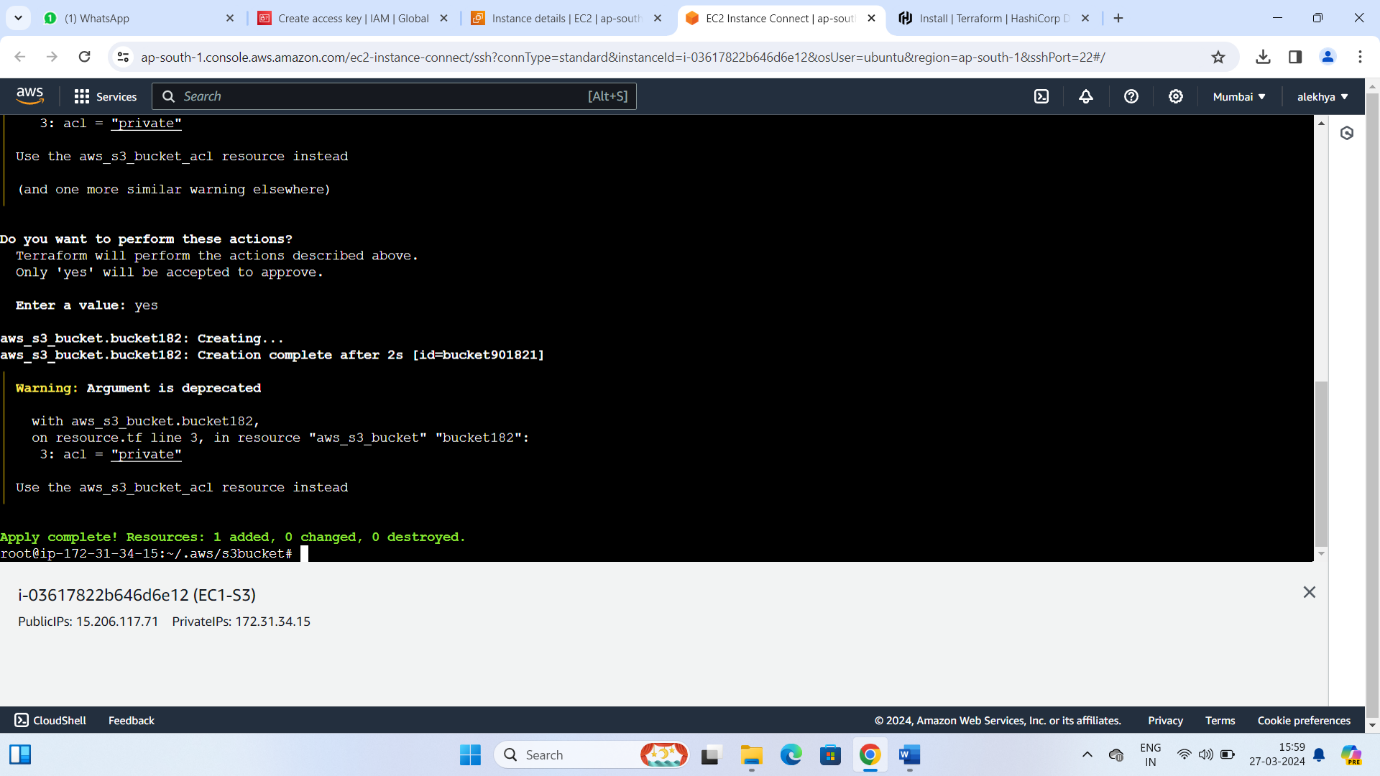 (1) WhatsApp
Create access key | IAM | Global
Instance details | EC2 | ap-south
EC2 Instance Connect | ap-sout
Install | Terraform | HashiCorp D
ap-south-1.console.aws.amazon.com/ec2-instance-connect/ssh?connType=standard&instanceId=i-03617822b646d6e12&osUser=ubuntu&region=ap-south-1&sshPort=22#/
aws Services Search [Alt+S] Mumbai alekhya
3: acl = "private"
Use the aws_s3_bucket_acl resource instead
(and one more similar warning elsewhere)
Do you want to perform these actions?
Terraform will perform the actions described above.
Only 'yes' will be accepted to approve.
Enter a value: yes
aws_s3_bucket.bucket182: Creating...
aws_s3_bucket.bucket182: Creation complete after 2s [id=bucket901821]
Warning: Argument is deprecated
with aws_s3_bucket.bucket182,
on resource.tf line 3, in resource "aws_s3_bucket" "bucket182":
3: acl = "private"
Use the aws_s3_bucket_acl resource instead
Apply complete! Resources: 1 added, 0 changed, 0 destroyed.
root@ip-172-31-34-15:~/.aws/s3bucket#
i-03617822b646d6e12 (EC1-S3)
PublicIPs: 15.206.117.71 PrivateIPs: 172.31.34.15
CloudShell Feedback © 2024, Amazon Web Services, Inc. or its affiliates. Privacy Terms Cookie preferences
Search
ENG
IN
15:59
27-03-2024
PRE